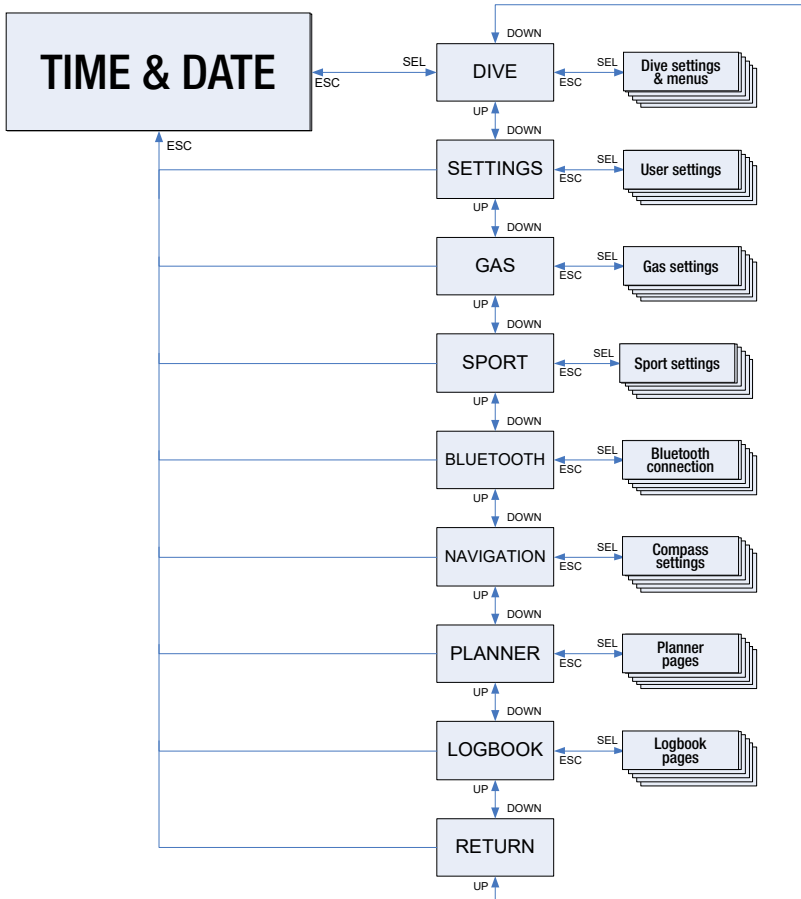 DOWN
TIME & DATE
SEL
ESC
DIVE
SEL
ESC
Dive settings
& menus
UP
DOWN
ESC
SETTINGS
SEL
ESC
User settings
UP
DOWN
GAS
SEL
ESC
Gas settings
UP
DOWN
SPORT
SEL
ESC
Sport settings
UP
DOWN
BLUETOOTH
SEL
ESC
Bluetooth
connection
UP
DOWN
NAVIGATION
SEL
ESC
Compass
settings
UP
DOWN
PLANNER
SEL
ESC
Planner
pages
UP
DOWN
LOGBOOK
SEL
ESC
Logbook
pages
UP
DOWN
RETURN
UP